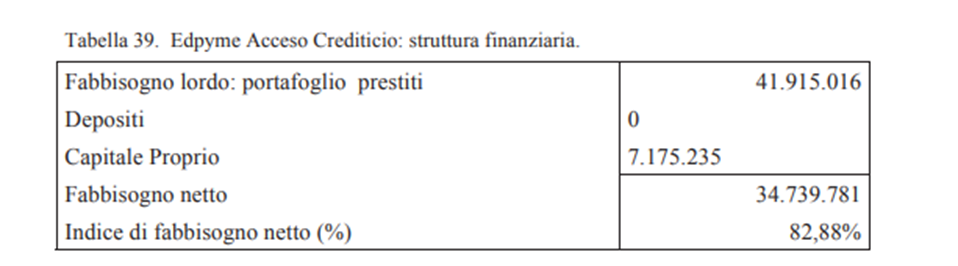 Tabella 39. Edpyme Acceso Crediticio: struttura finanziaria.
Fabbisogno lordo: portafoglio prestiti 41.915.016
Depositi 0
Capitale Proprio 7.175.235
Fabbisogno netto 34.739.781
Indice di fabbisogno netto (%) 82,88%